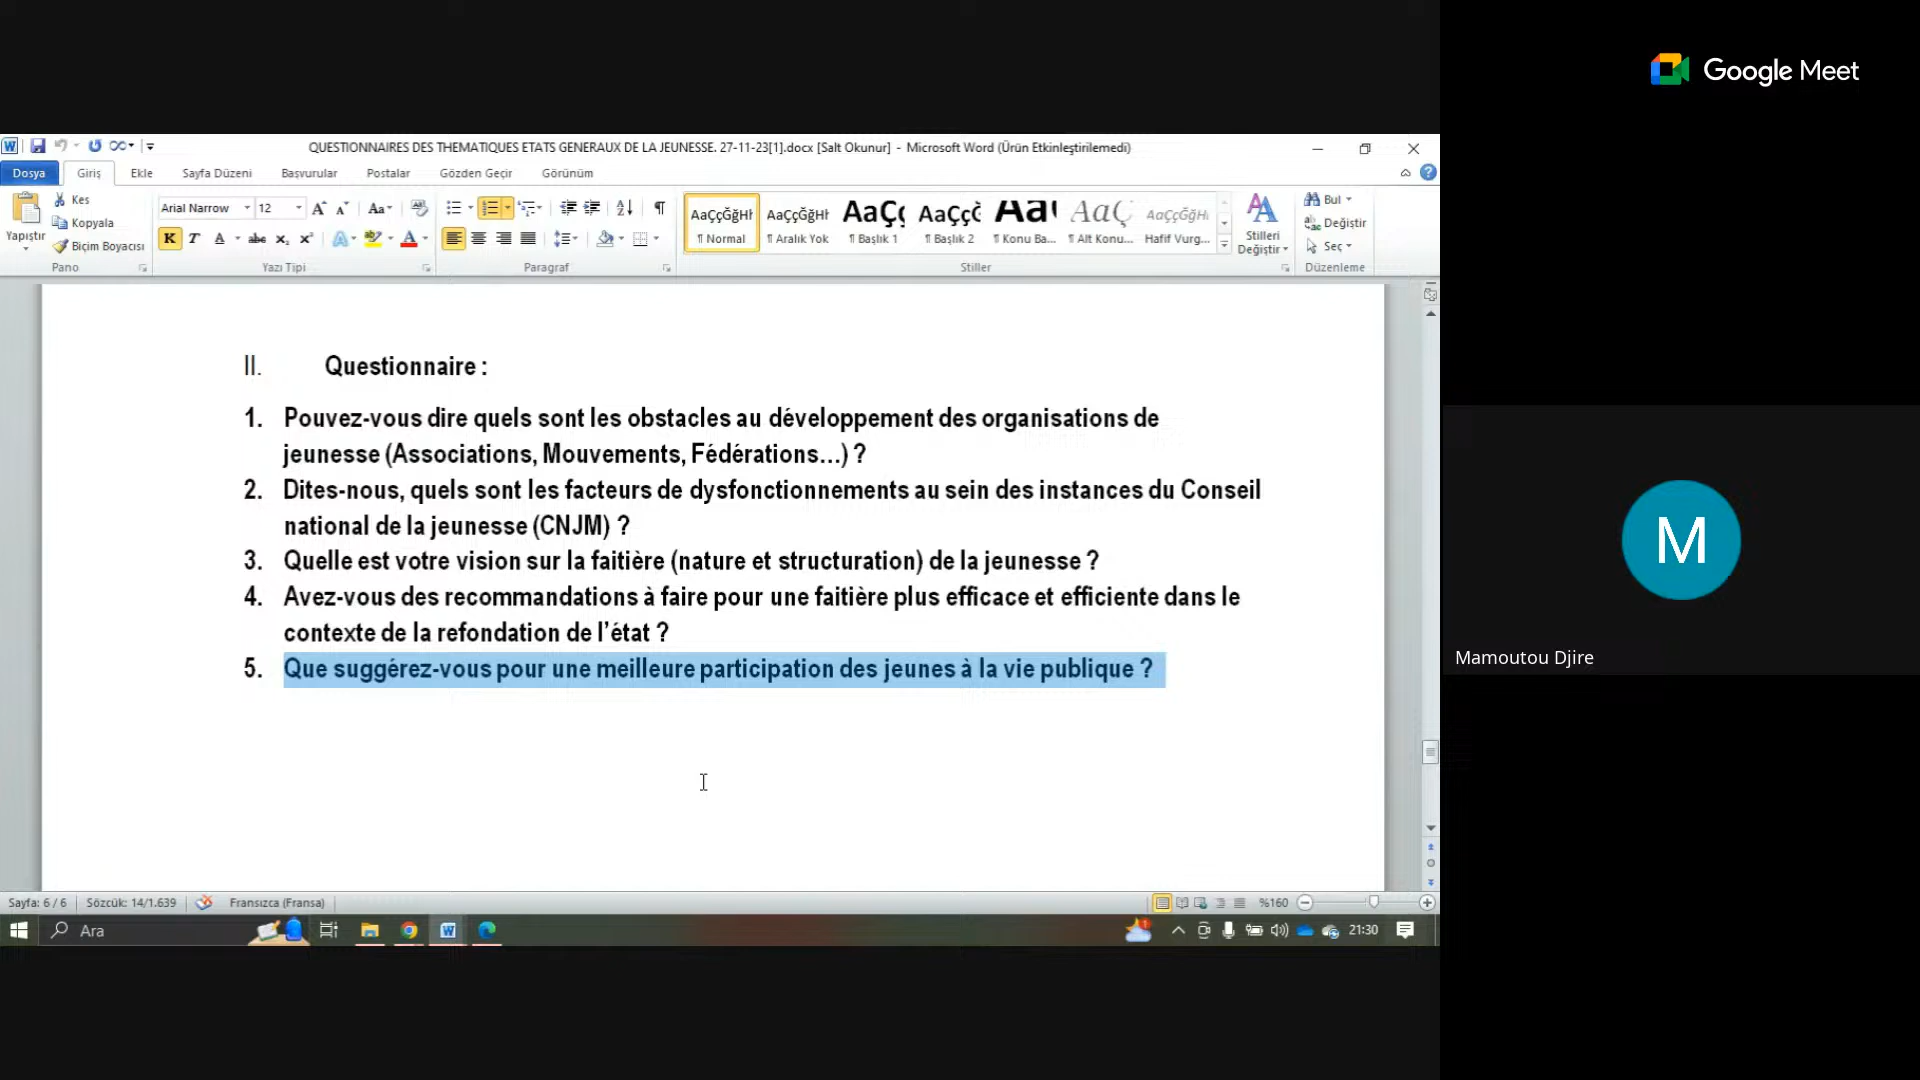 Google Meet
QUESTIONNAIRES DES THEMATIQUES ETATS GENERAUX DE LA JEUNESSE. 27-11-23[1].docx [Salt Okunur] - Microsoft Word (Ürün Etkinleştirilemedi)
Dosya Giriş Ekle Sayfa Düzeni Başvurular Postalar Gözden Geçir Görünüm
Yapıştır
Kes
Kopyala
Biçim Boyacısı
Pano
Arial Narrow 12
Yazı Tipi
Paragraf
AaÇçĞğHł AaÇçĞğHł AaÇç AaÇçĞ AaI AaÇ AaÇçĞğHı
¶ Normal ¶ Aralık Yok ¶ Başlık 1 ¶ Başlık 2 ¶ Konu Ba... ¶ Alt Konu... Hafif Vurg...
Stiller
Stilleri
Değiştir
Bul
Değiştir
Seç
Düzenleme
II. Questionnaire :
1. Pouvez-vous dire quels sont les obstacles au développement des organisations de
jeunesse (Associations, Mouvements, Fédérations…) ?
2. Dites-nous, quels sont les facteurs de dysfonctionnements au sein des instances du Conseil
national de la jeunesse (CNJM) ?
3. Quelle est votre vision sur la faitière (nature et structuration) de la jeunesse ?
4. Avez-vous des recommandations à faire pour une faitière plus efficace et efficiente dans le
contexte de la refondation de l’état ?
5. Que suggérez-vous pour une meilleure participation des jeunes à la vie publique ?
M
Mamoutou Djire
Sayfa: 6 / 6 Sözcük: 14/1.639 Fransızca (Fransa) %160
Ara 21:30